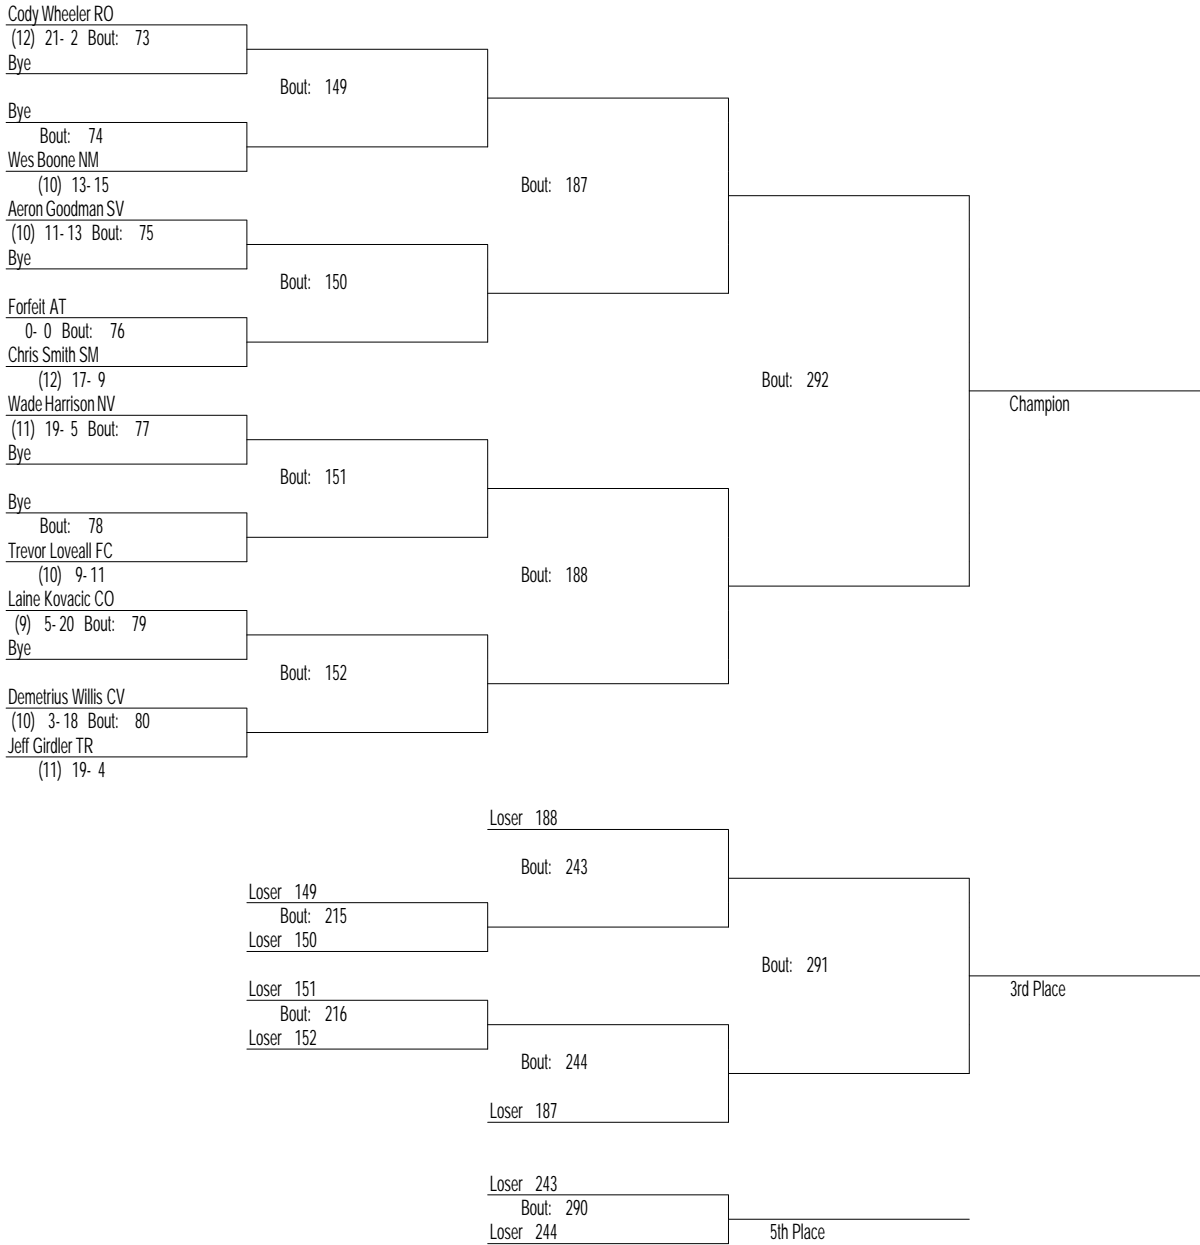 Cody Wheeler RO
(12) 21- 2 Bout: 73
Bye
Bout: 149
Bye
Bout: 74
Wes Boone NM
(10) 13- 15
Bout: 187
Aeron Goodman SV
(10) 11- 13 Bout: 75
Bye
Bout: 150
Forfeit AT
0- 0 Bout: 76
Chris Smith SM
(12) 17- 9
Bout: 292
Wade Harrison NV
Champion
(11) 19- 5 Bout: 77
Bye
Bout: 151
Bye
Bout: 78
Trevor Loveall FC
(10) 9- 11
Bout: 188
Laine Kovacic CO
(9) 5- 20 Bout: 79
Bye
Bout: 152
Demetrius Willis CV
(10) 3- 18 Bout: 80
Jeff Girdler TR
(11) 19- 4
Loser 188
Bout: 243
Loser 149
Bout: 215
Loser 150
Bout: 291
Loser 151
3rd Place
Bout: 216
Loser 152
Bout: 244
Loser 187
Loser 243
Bout: 290
Loser 244
5th Place